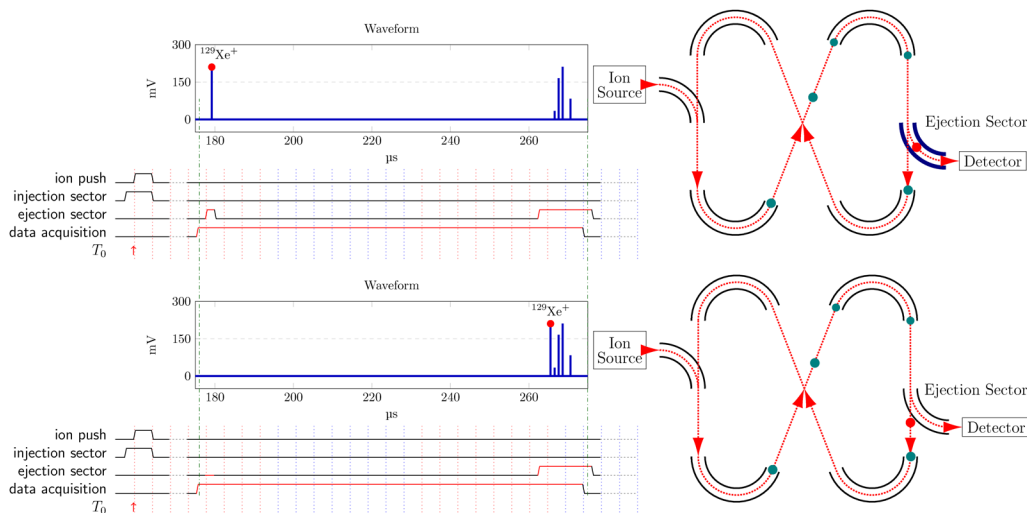 Waveform
¹²⁹Xe⁺
300
150
0
mV
200
220
240
260
µs
ion push
injection sector
ejection sector
data acquisition
T₀
Ion
Source
Ejection Sector
Detector
Waveform
¹²⁹Xe⁺
300
150
0
mV
200
220
240
260
µs
ion push
injection sector
ejection sector
data acquisition
T₀
Ion
Source
Ejection Sector
Detector